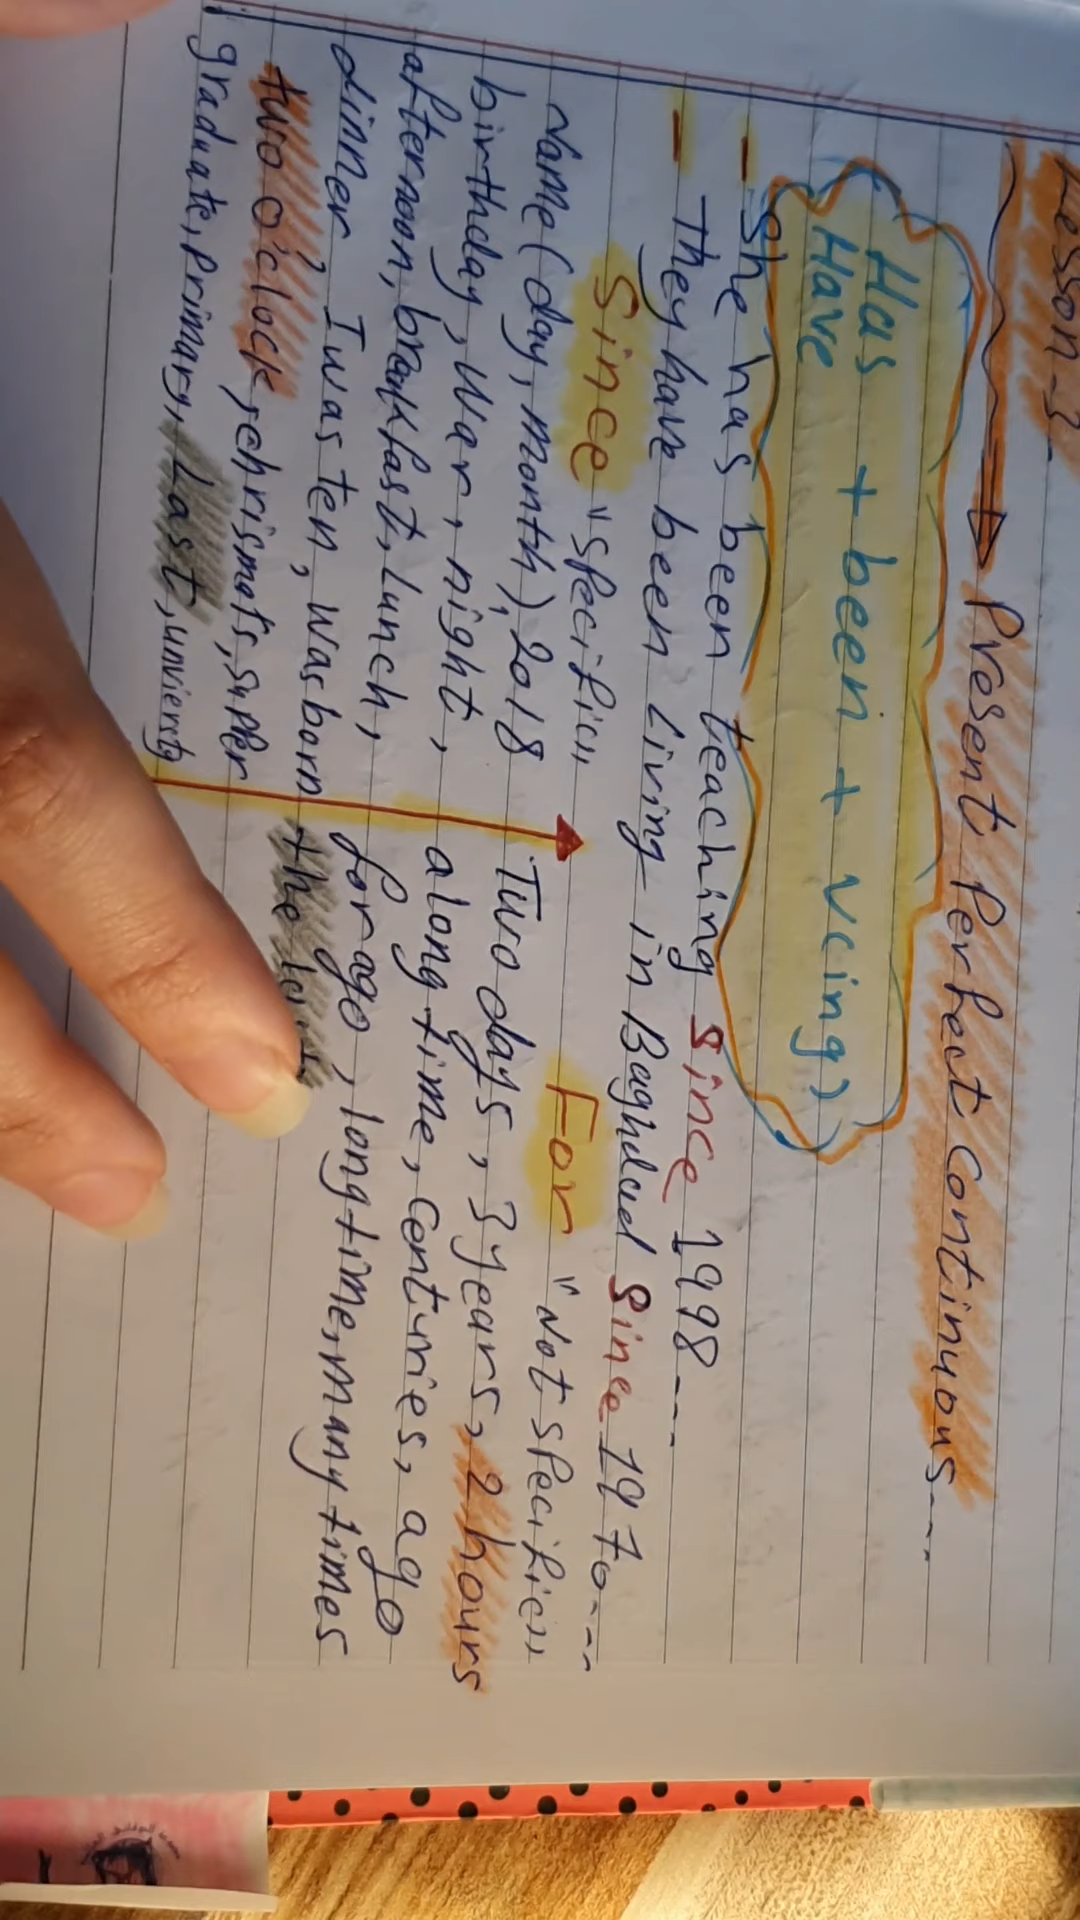 Lesson-3
Present Perfect Continuous----
Has
Have + been + v(ing)
- She has been teaching since 1998----
- They have been Living in Baghdad since 1970---
Since "specific"
Name (day, month), 2018
birthday, war, night,
afternoon, breakfast, lunch,
dinner, I was ten, was born
two o'clock, chrismats, supper
graduate, primary, Last,
For "Not specific"
Two days, 3 years, 2 hours
a long time, centuries, ago
for ago, long time, many times
the